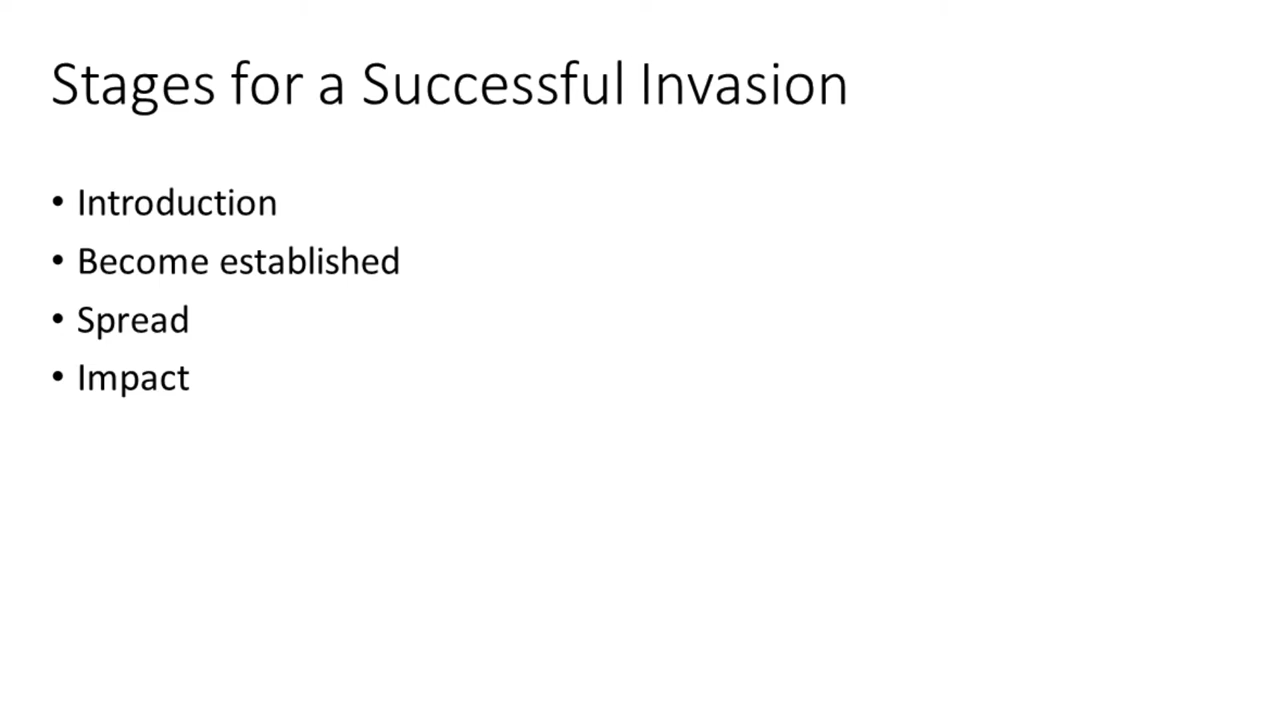 Stages for a Successful Invasion
• Introduction
• Become established
• Spread
• Impact